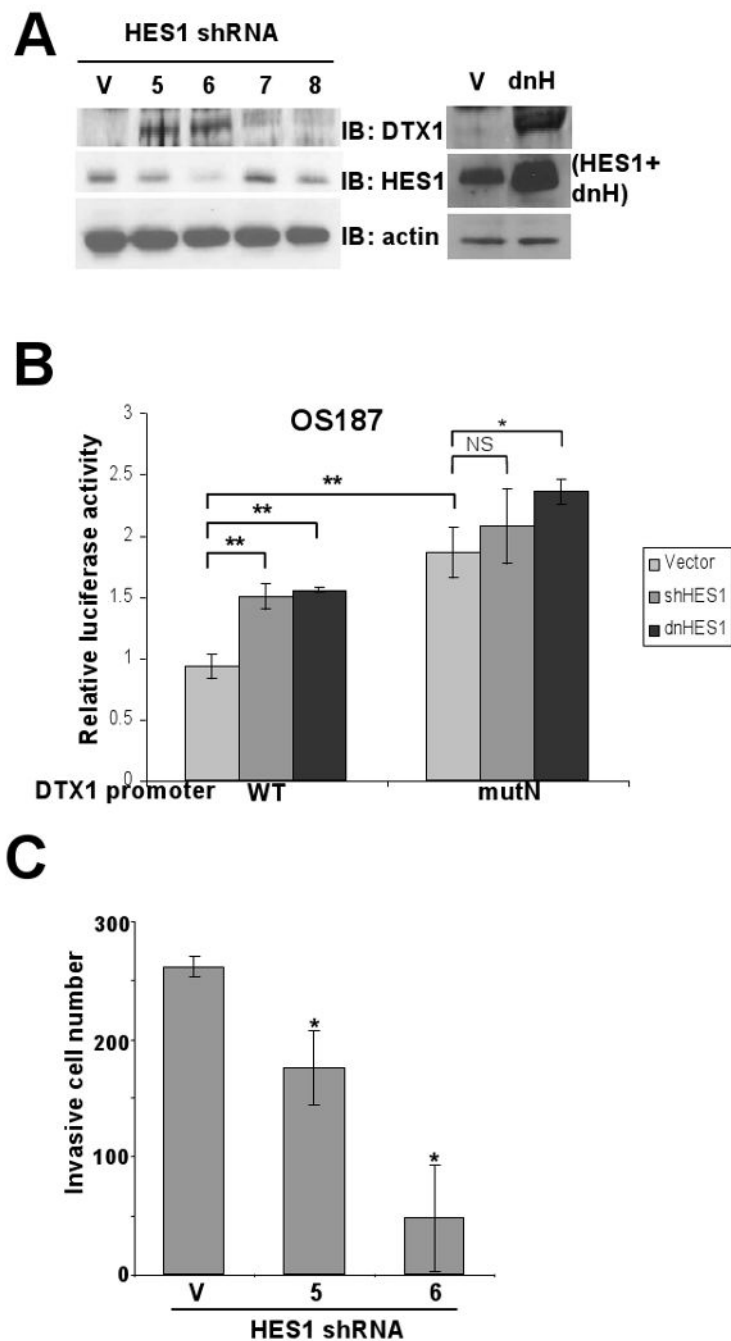 A
HES1 shRNA
V 5 6 7 8
V dnH
IB: DTX1
IB: HES1
(HES1+
dnH)
IB: actin
B
OS187
Relative luciferase activity
3
2.5
2
1.5
1
0.5
0
** ** ** NS *
Vector
shHES1
dnHES1
DTX1 promoter WT mutN
C
Invasive cell number
300
200
100
0
* *
V 5 6
HES1 shRNA